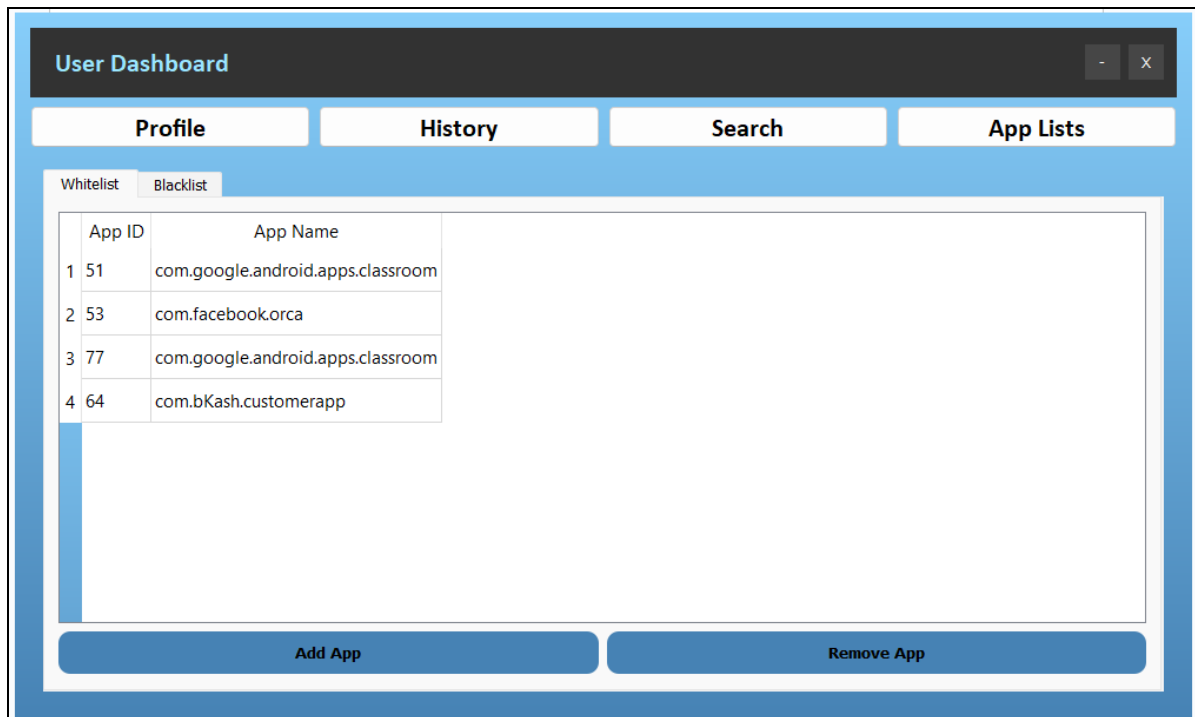 User Dashboard - X
Profile History Search App Lists
Whitelist Blacklist
App ID App Name
1 51 com.google.android.apps.classroom
2 53 com.facebook.orca
3 77 com.google.android.apps.classroom
4 64 com.bKash.customerapp
Add App Remove App